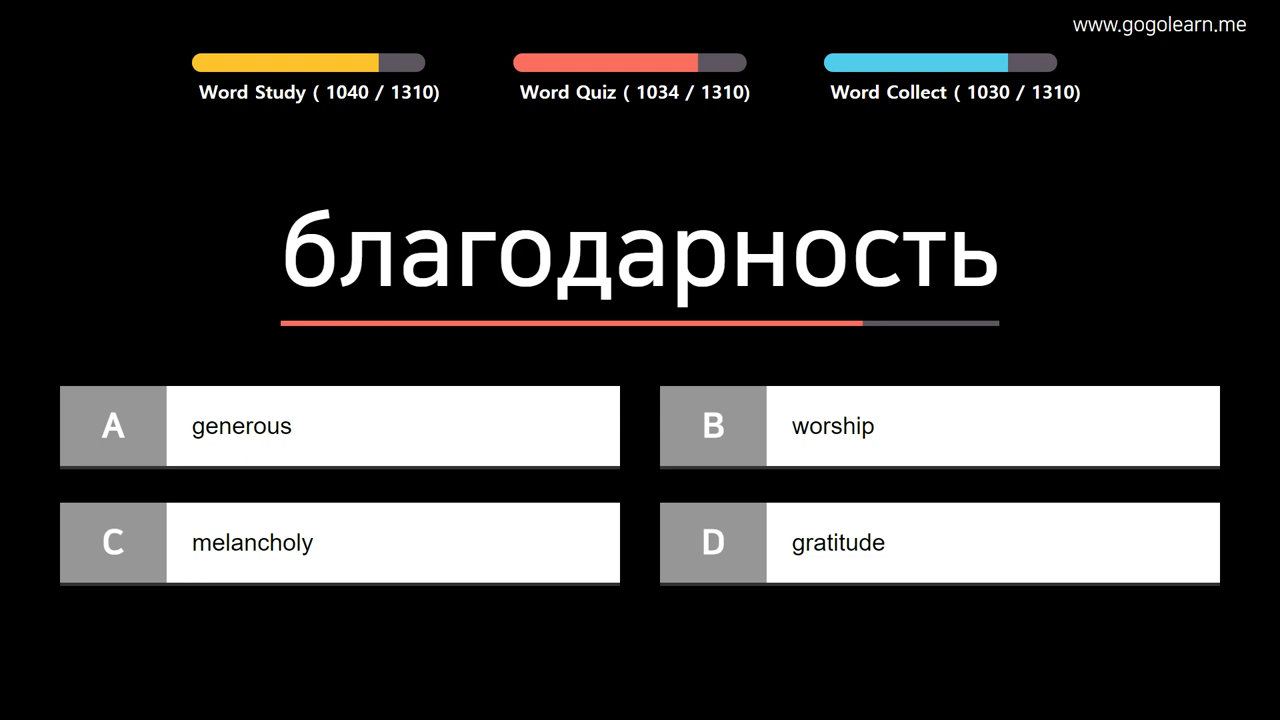 www.gogolearn.me
Word Study ( 1040 / 1310)
Word Quiz ( 1034 / 1310)
Word Collect ( 1030 / 1310)
благодарность
A generous
B worship
C melancholy
D gratitude